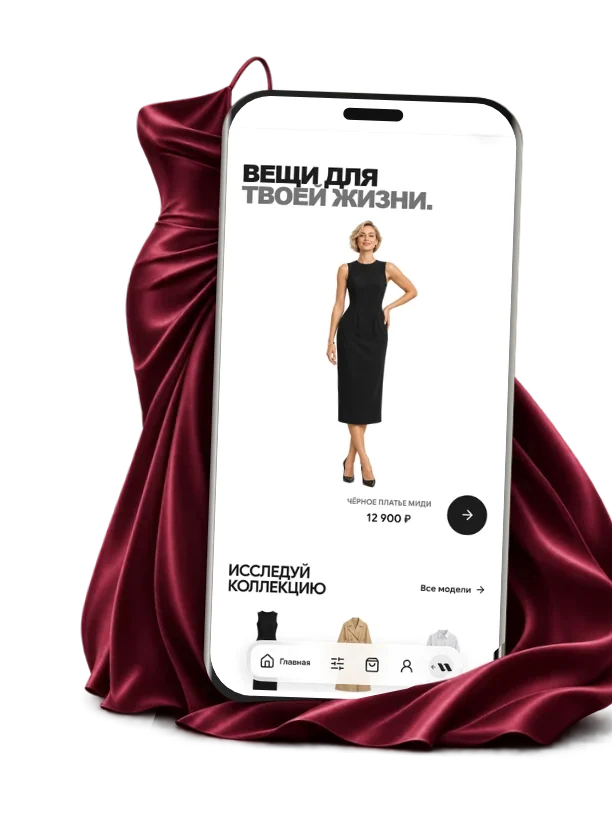 ВЕЩИ ДЛЯ
ТВОЕЙ ЖИЗНИ.
ЧЁРНОЕ ПЛАТЬЕ МИДИ
12 900 ₽
ИССЛЕДУЙ
КОЛЛЕКЦИЮ
Все модели →
Главная